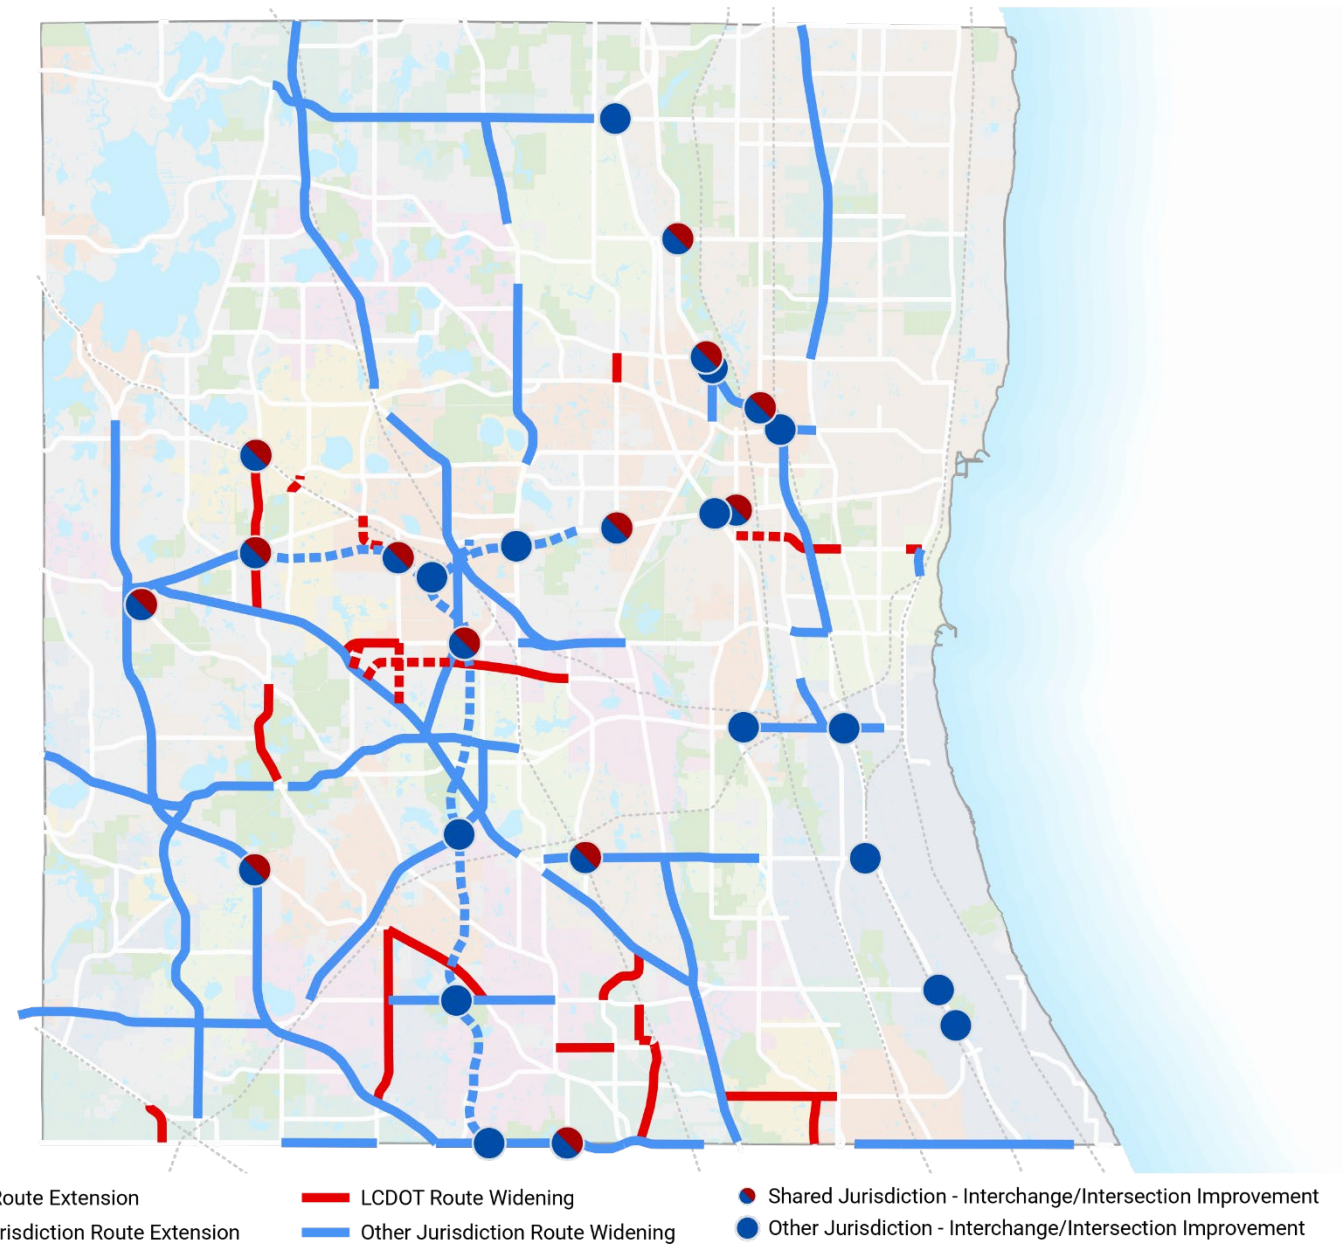 Route Extension
LCDOT Route Widening
Shared Jurisdiction - Interchange/Intersection Improvement
risdiction Route Extension
Other Jurisdiction Route Widening
Other Jurisdiction - Interchange/Intersection Improvement